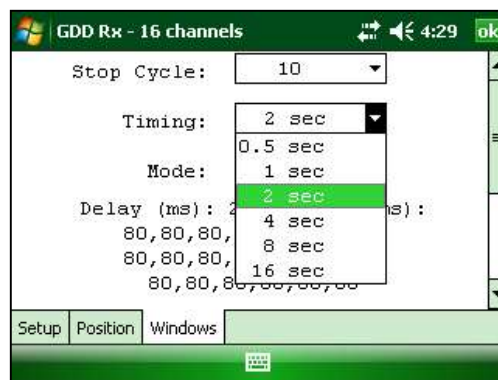 GDD Rx - 16 channels 4:29 ok
Stop Cycle: 10
Timing: 2 sec
0.5 sec
1 sec
Mode:
2 sec
Delay (ms): s):
4 sec
80,80,80,
8 sec
80,80,80,
16 sec
80,80,
Setup Position Windows